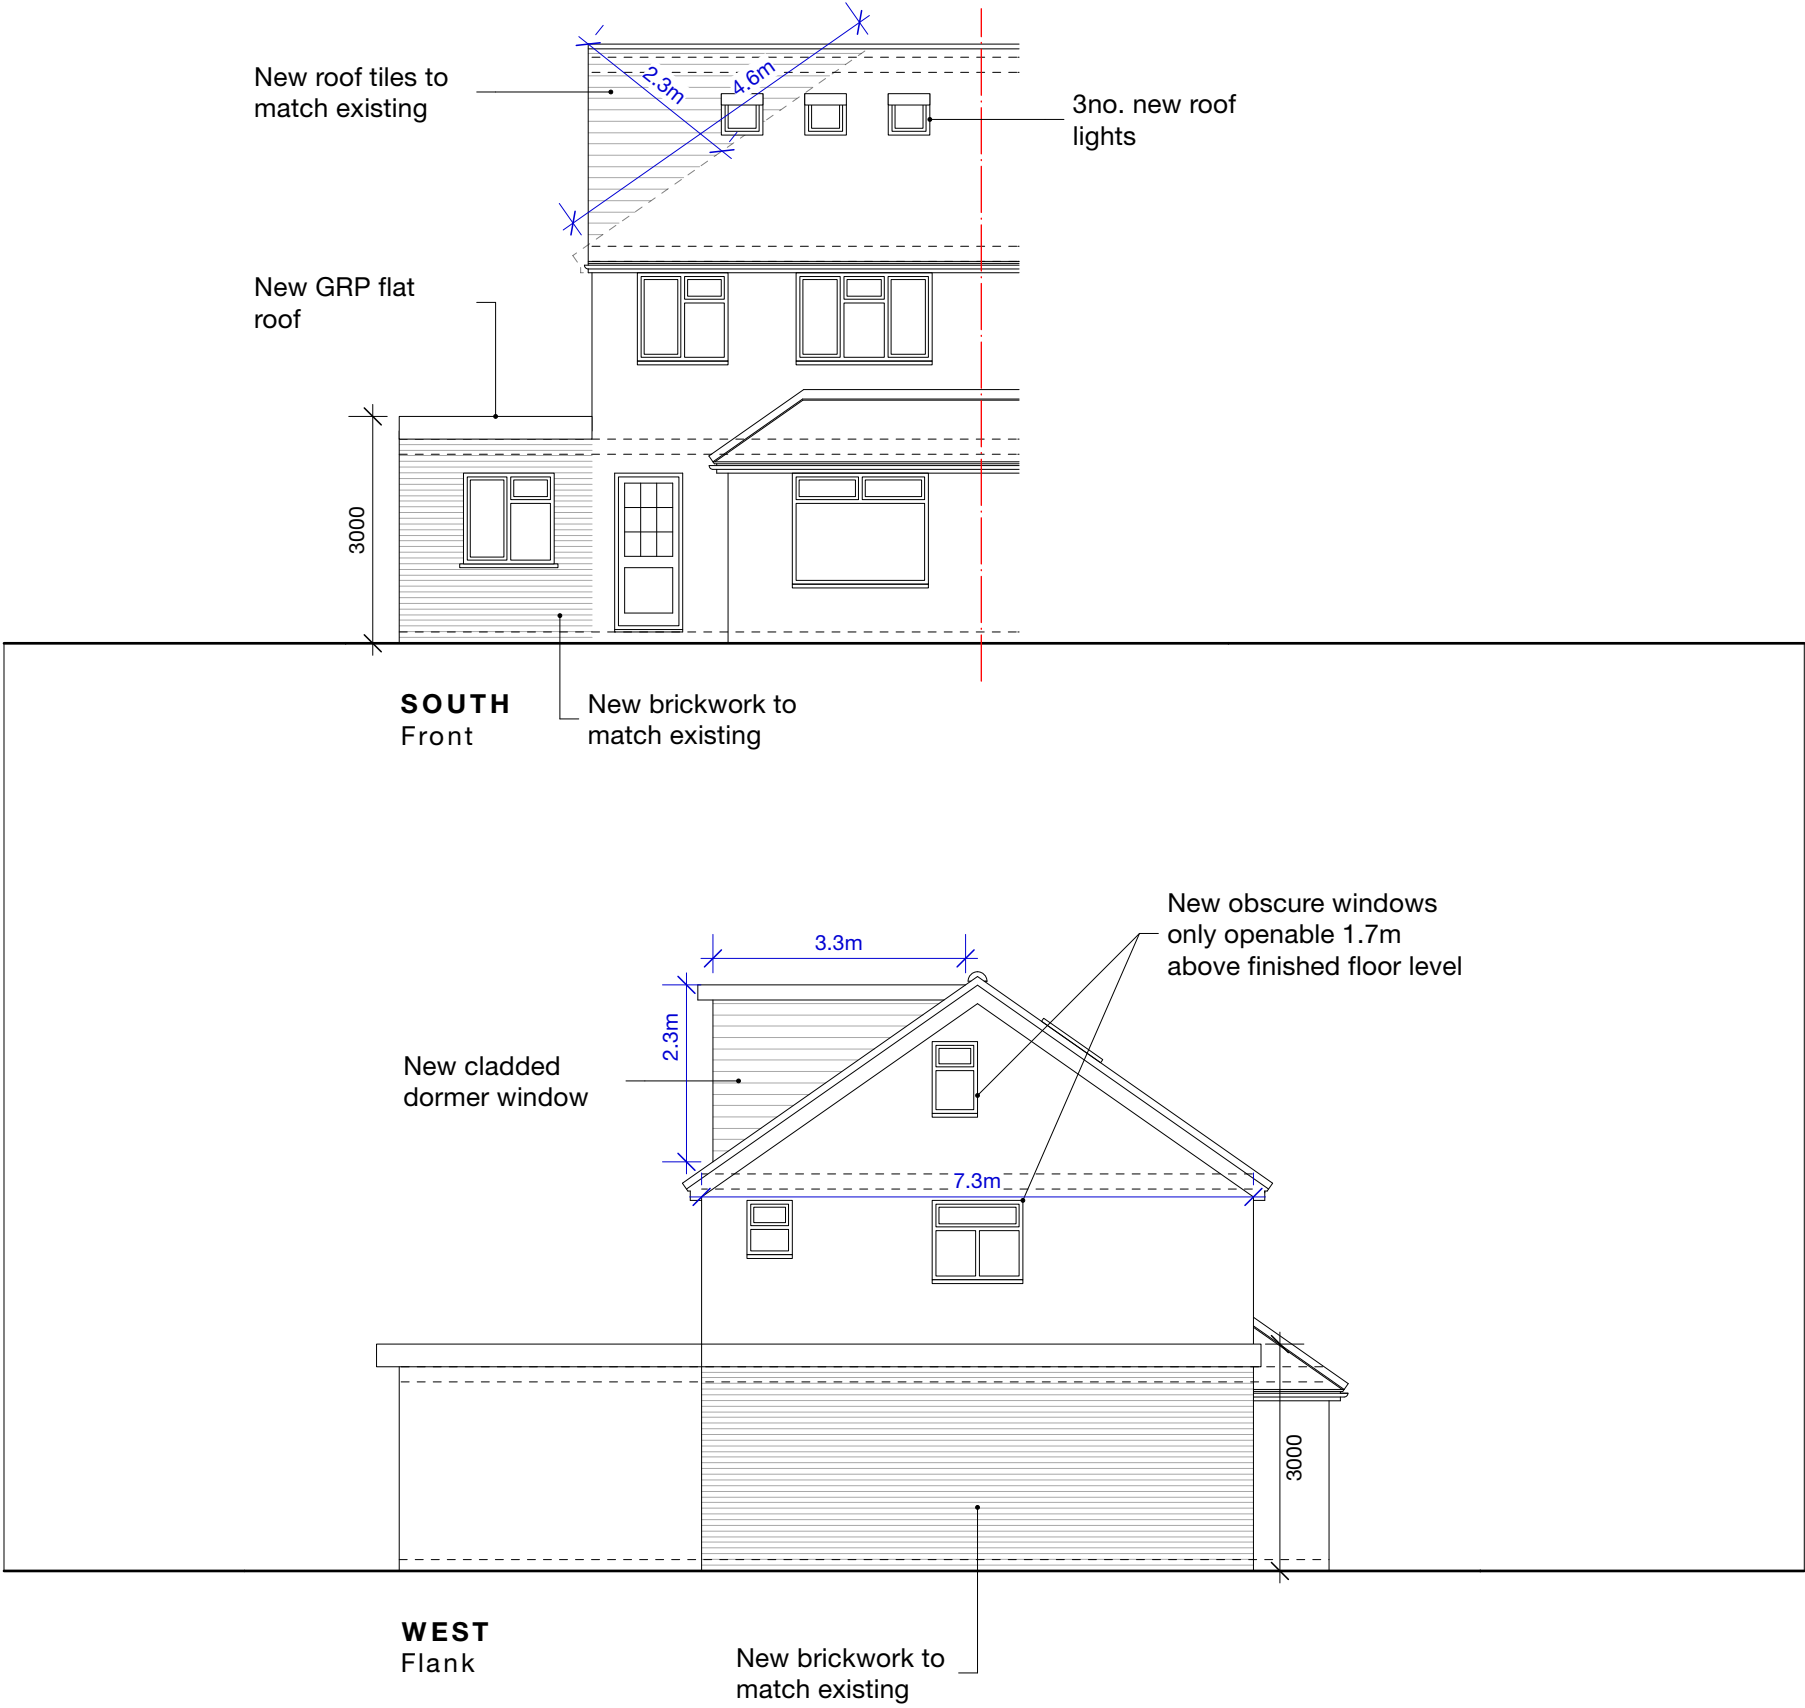 New roof tiles to
match existing
2.3m
4.6m
3no. new roof
lights
New GRP flat
roof
3000
SOUTH
Front
New brickwork to
match existing
New obscure windows
only openable 1.7m
above finished floor level
3.3m
2.3m
New cladded
dormer window
7.3m
3000
WEST
Flank
New brickwork to
match existing